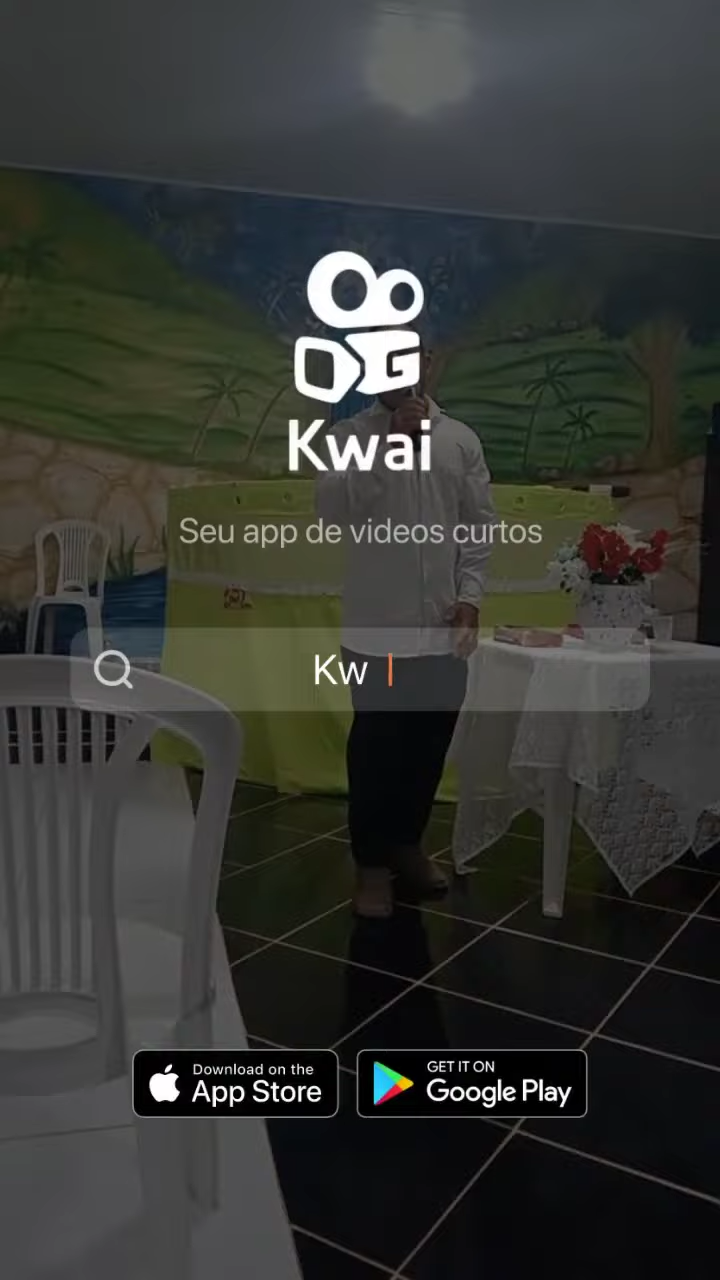 Kwai
Seu app de videos curtos
Kw
Download on the
App Store
GET IT ON
Google Play